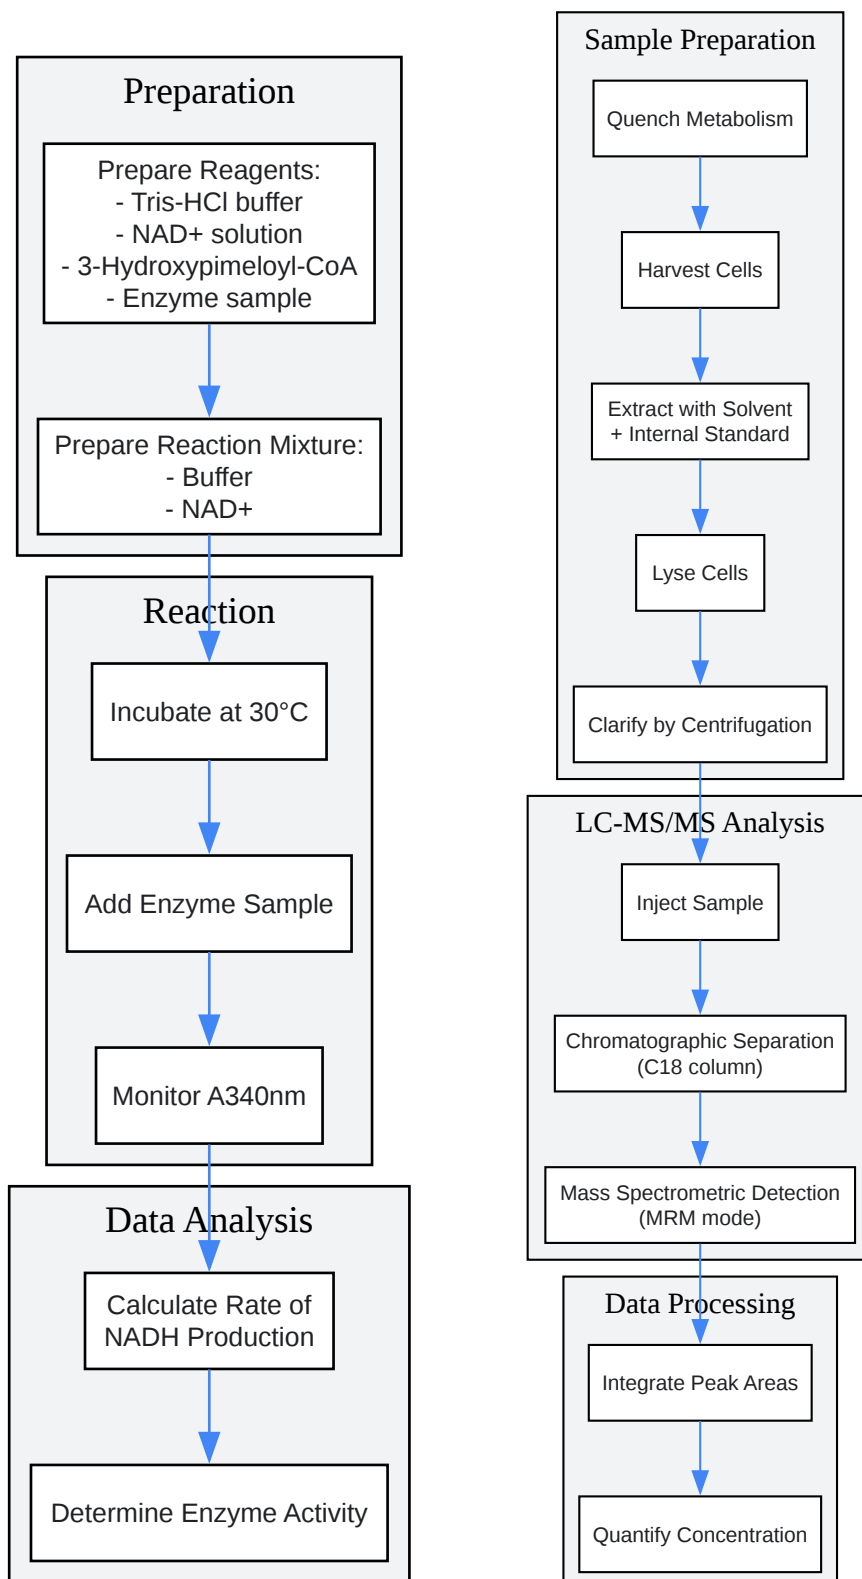 Preparation
Prepare Reagents:
- Tris-HCl buffer
- NAD+ solution
- 3-Hydroxypimeloyl-CoA
- Enzyme sample
Prepare Reaction Mixture:
- Buffer
- NAD+
Reaction
Incubate at 30°C
Add Enzyme Sample
Monitor A340nm
Data Analysis
Calculate Rate of
NADH Production
Determine Enzyme Activity
Sample Preparation
Quench Metabolism
Harvest Cells
Extract with Solvent
+ Internal Standard
Lyse Cells
Clarify by Centrifugation
LC-MS/MS Analysis
Inject Sample
Chromatographic Separation
(C18 column)
Mass Spectrometric Detection
(MRM mode)
Data Processing
Integrate Peak Areas
Quantify Concentration